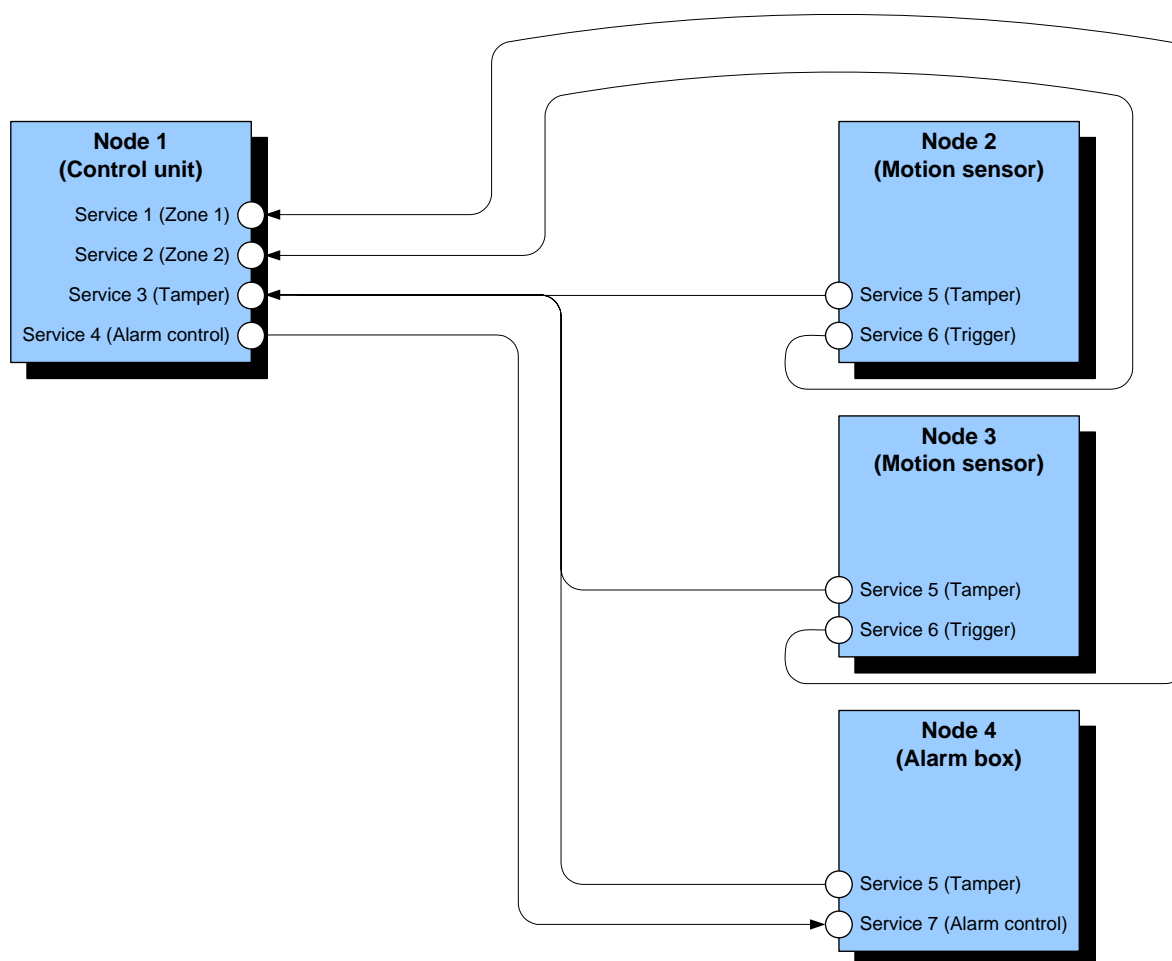 Node 1
(Control unit)
Service 1 (Zone 1)
Service 2 (Zone 2)
Service 3 (Tamper)
Service 4 (Alarm control)
Node 2
(Motion sensor)
Service 5 (Tamper)
Service 6 (Trigger)
Node 3
(Motion sensor)
Service 5 (Tamper)
Service 6 (Trigger)
Node 4
(Alarm box)
Service 5 (Tamper)
Service 7 (Alarm control)